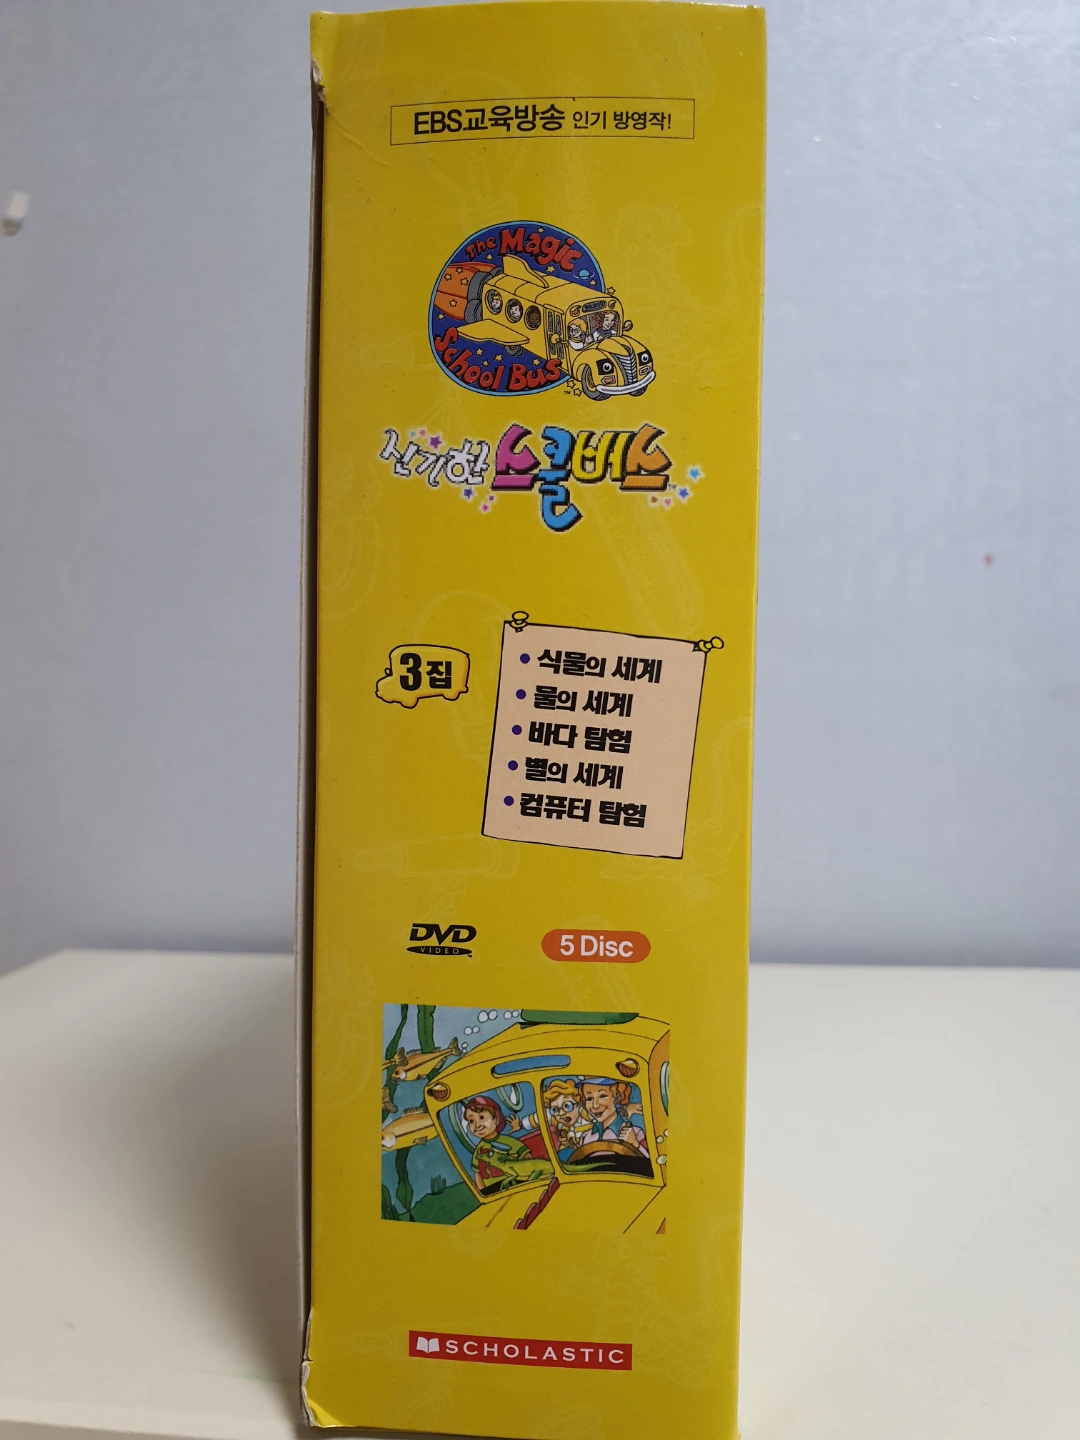 EBS교육방송 인기 방영작!
The Magic
School Bus
신기한 스쿨버스
3집
• 식물의 세계
• 물의 세계
• 바다 탐험
• 별의 세계
• 컴퓨터 탐험
DVD
VIDEO
5 Disc
SCHOLASTIC